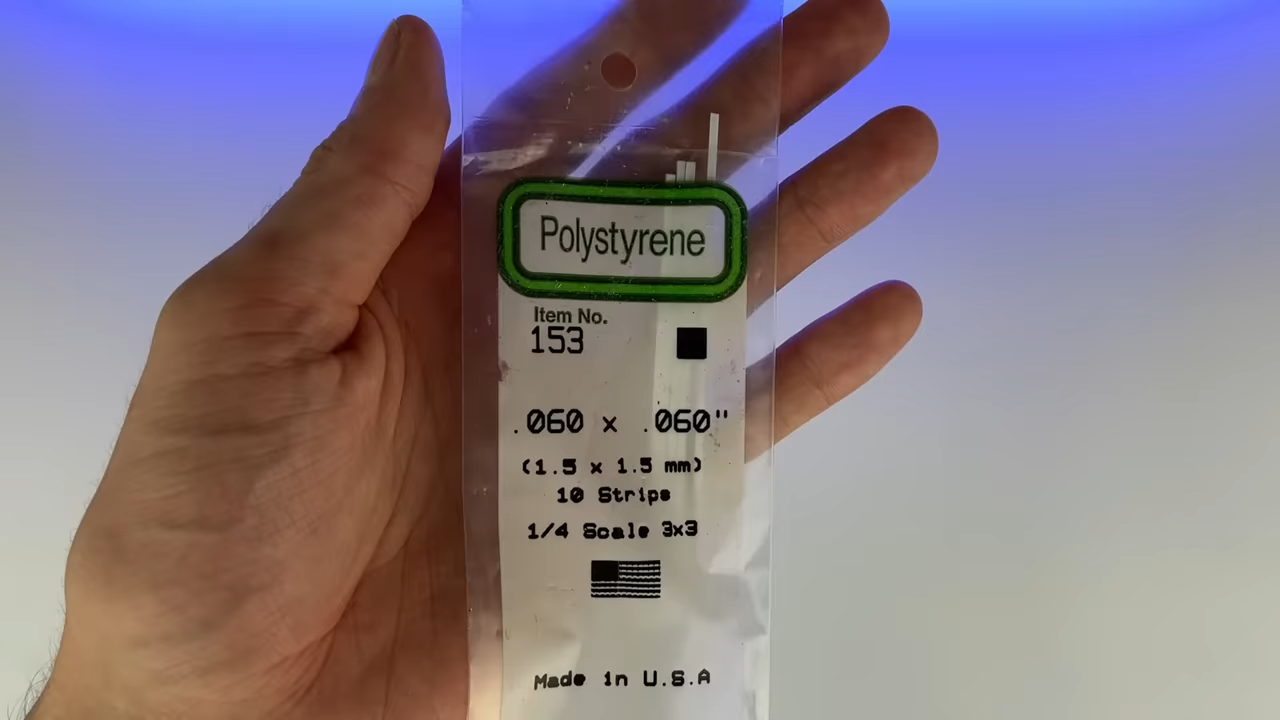 Polystyrene
Item No.
153
.060 x .060"
(1.5 x 1.5 mm)
10 Strips
1/4 Scale 3x3
Made in U.S.A